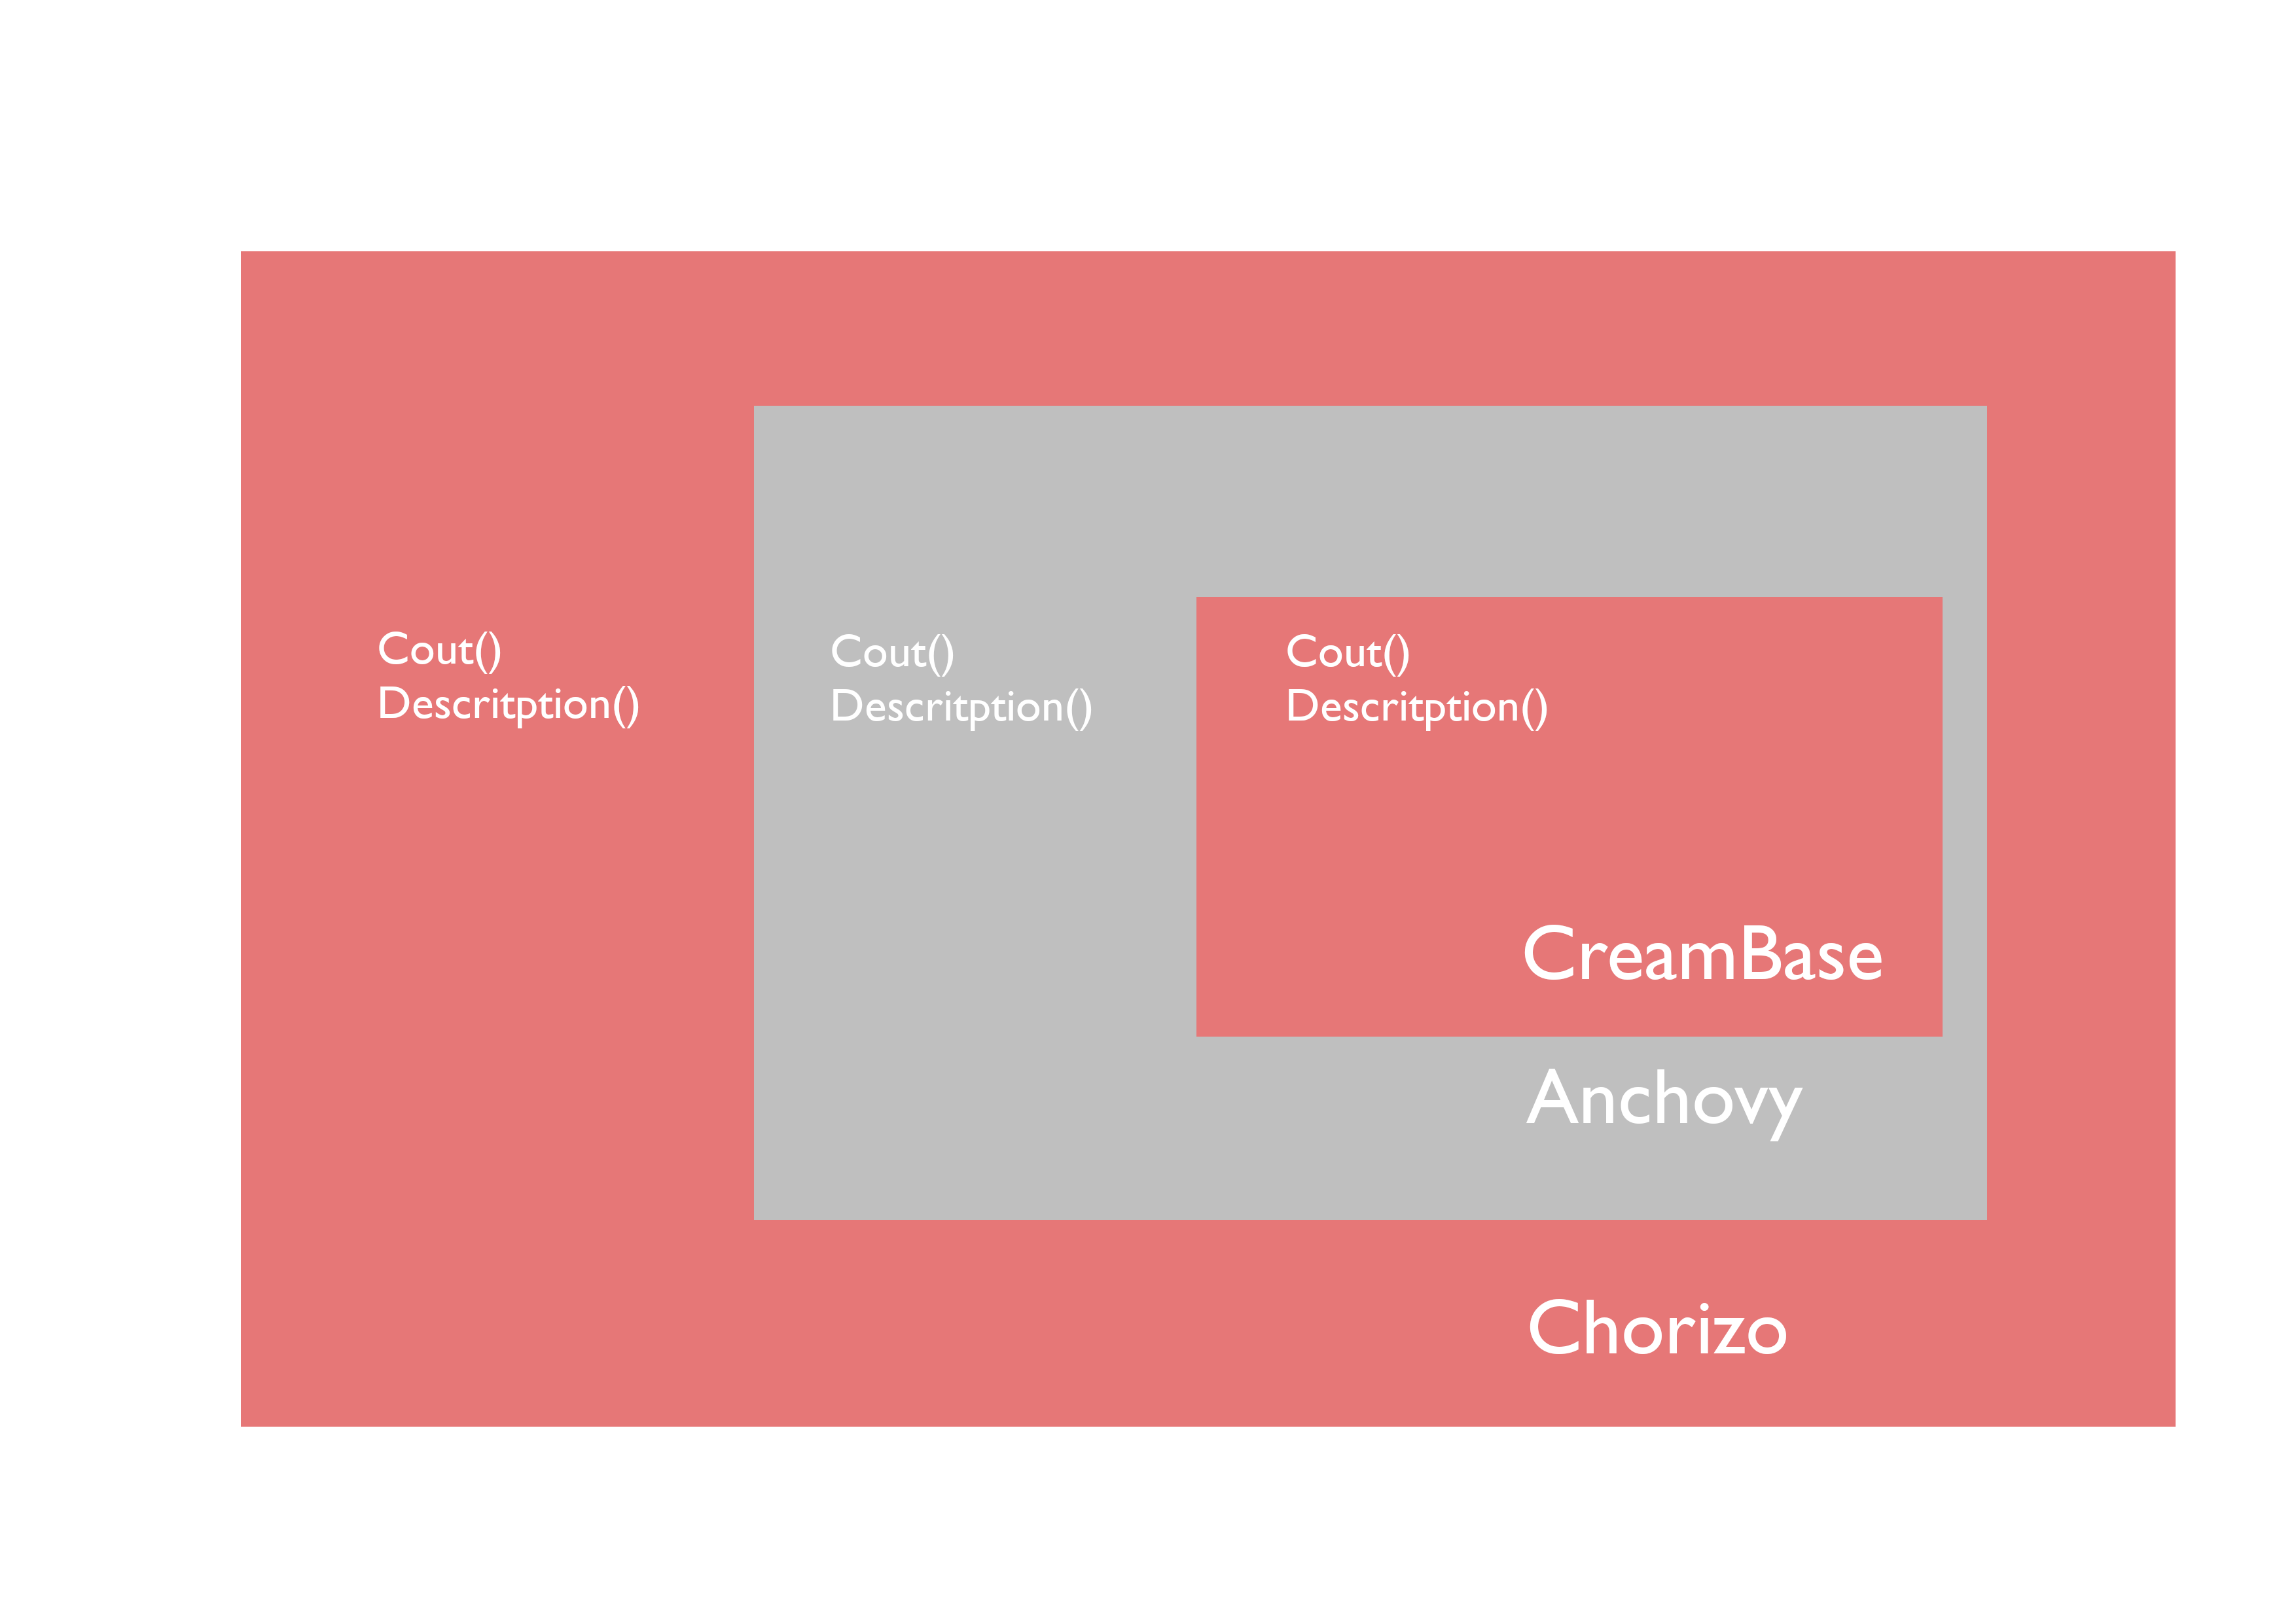 Cout()
Descritption()
Cout()
Descritption()
Cout()
Descritption()
CreamBase
Anchovy
Chorizo